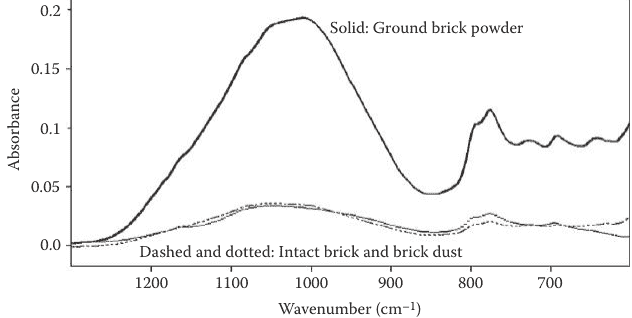 0.2
Solid: Ground brick powder
0.15
Absorbance
0.1
0.05
0.0
Dashed and dotted: Intact brick and brick dust
1200 1100 1000 900 800 700
Wavenumber (cm⁻¹)